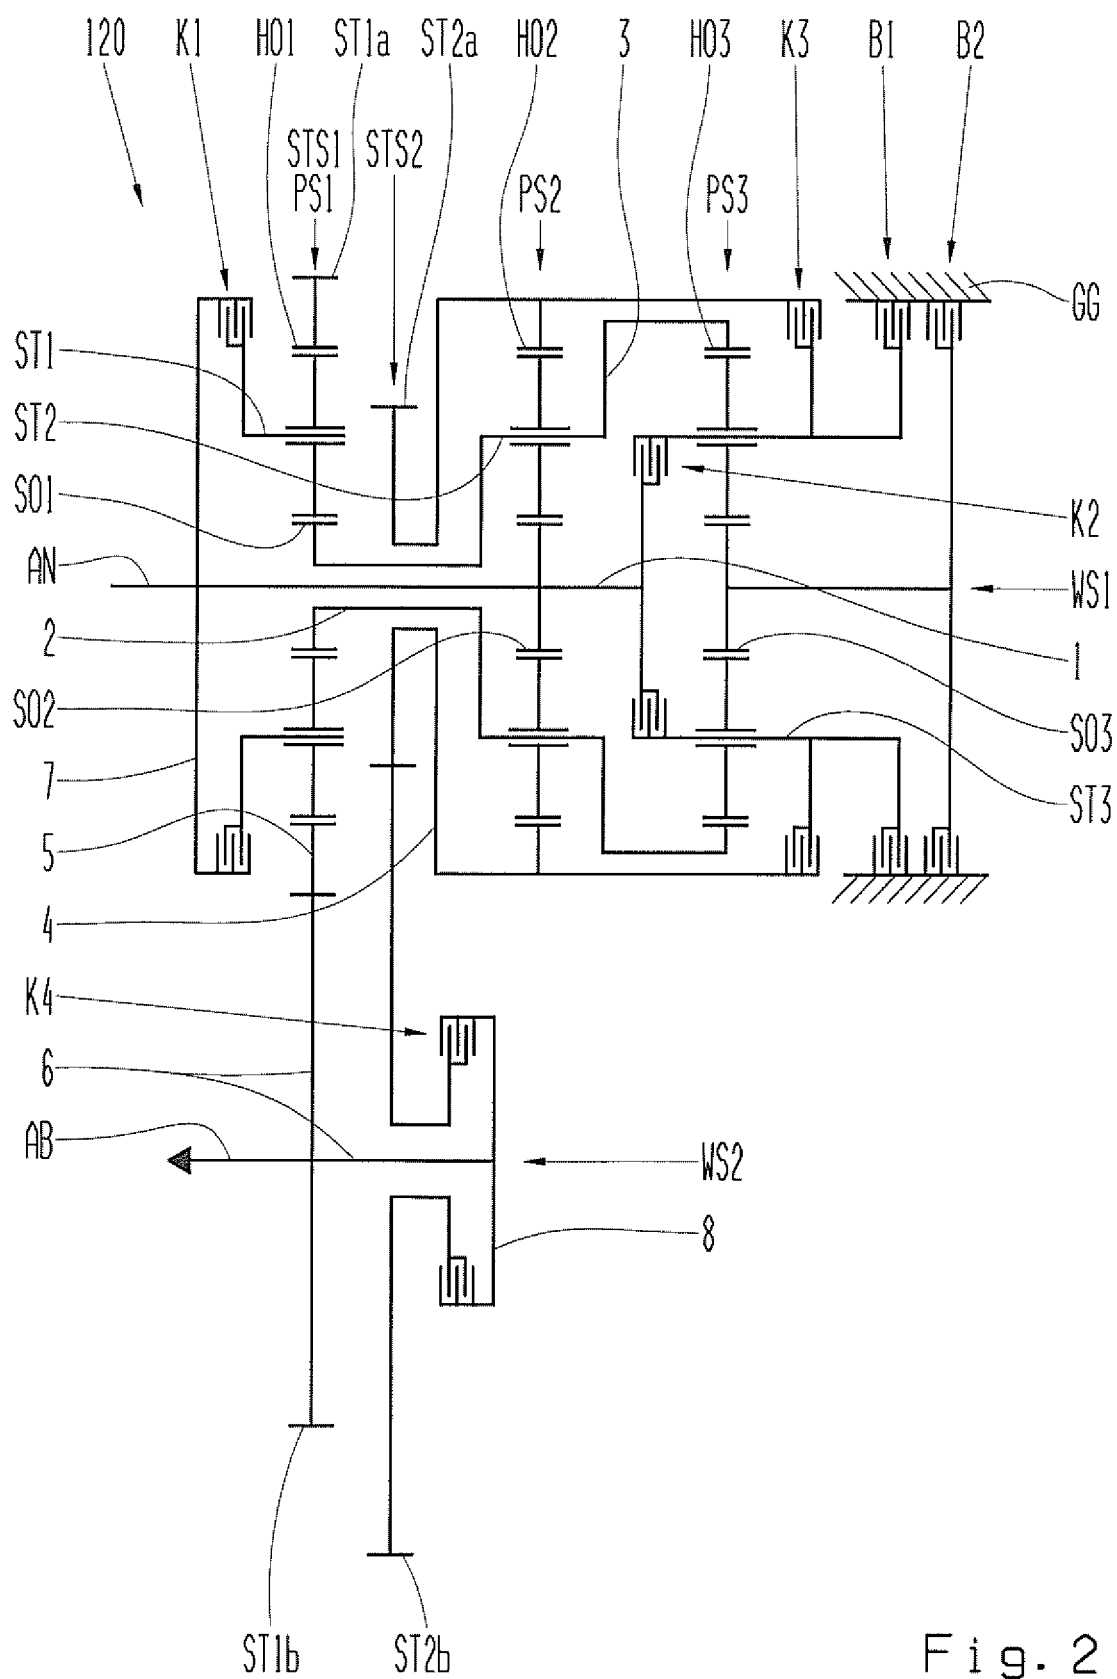 120 K1 HO1 ST1a ST2a HO2 3 HO3 K3 B1 B2
STS1 STS2
PS1 PS2 PS3
GG
ST1
ST2
SO1
K2
AN
WS1
2
1
SO2
SO3
7
ST3
5
4
K4
6
AB
WS2
8
ST1b ST2b
Fig. 2